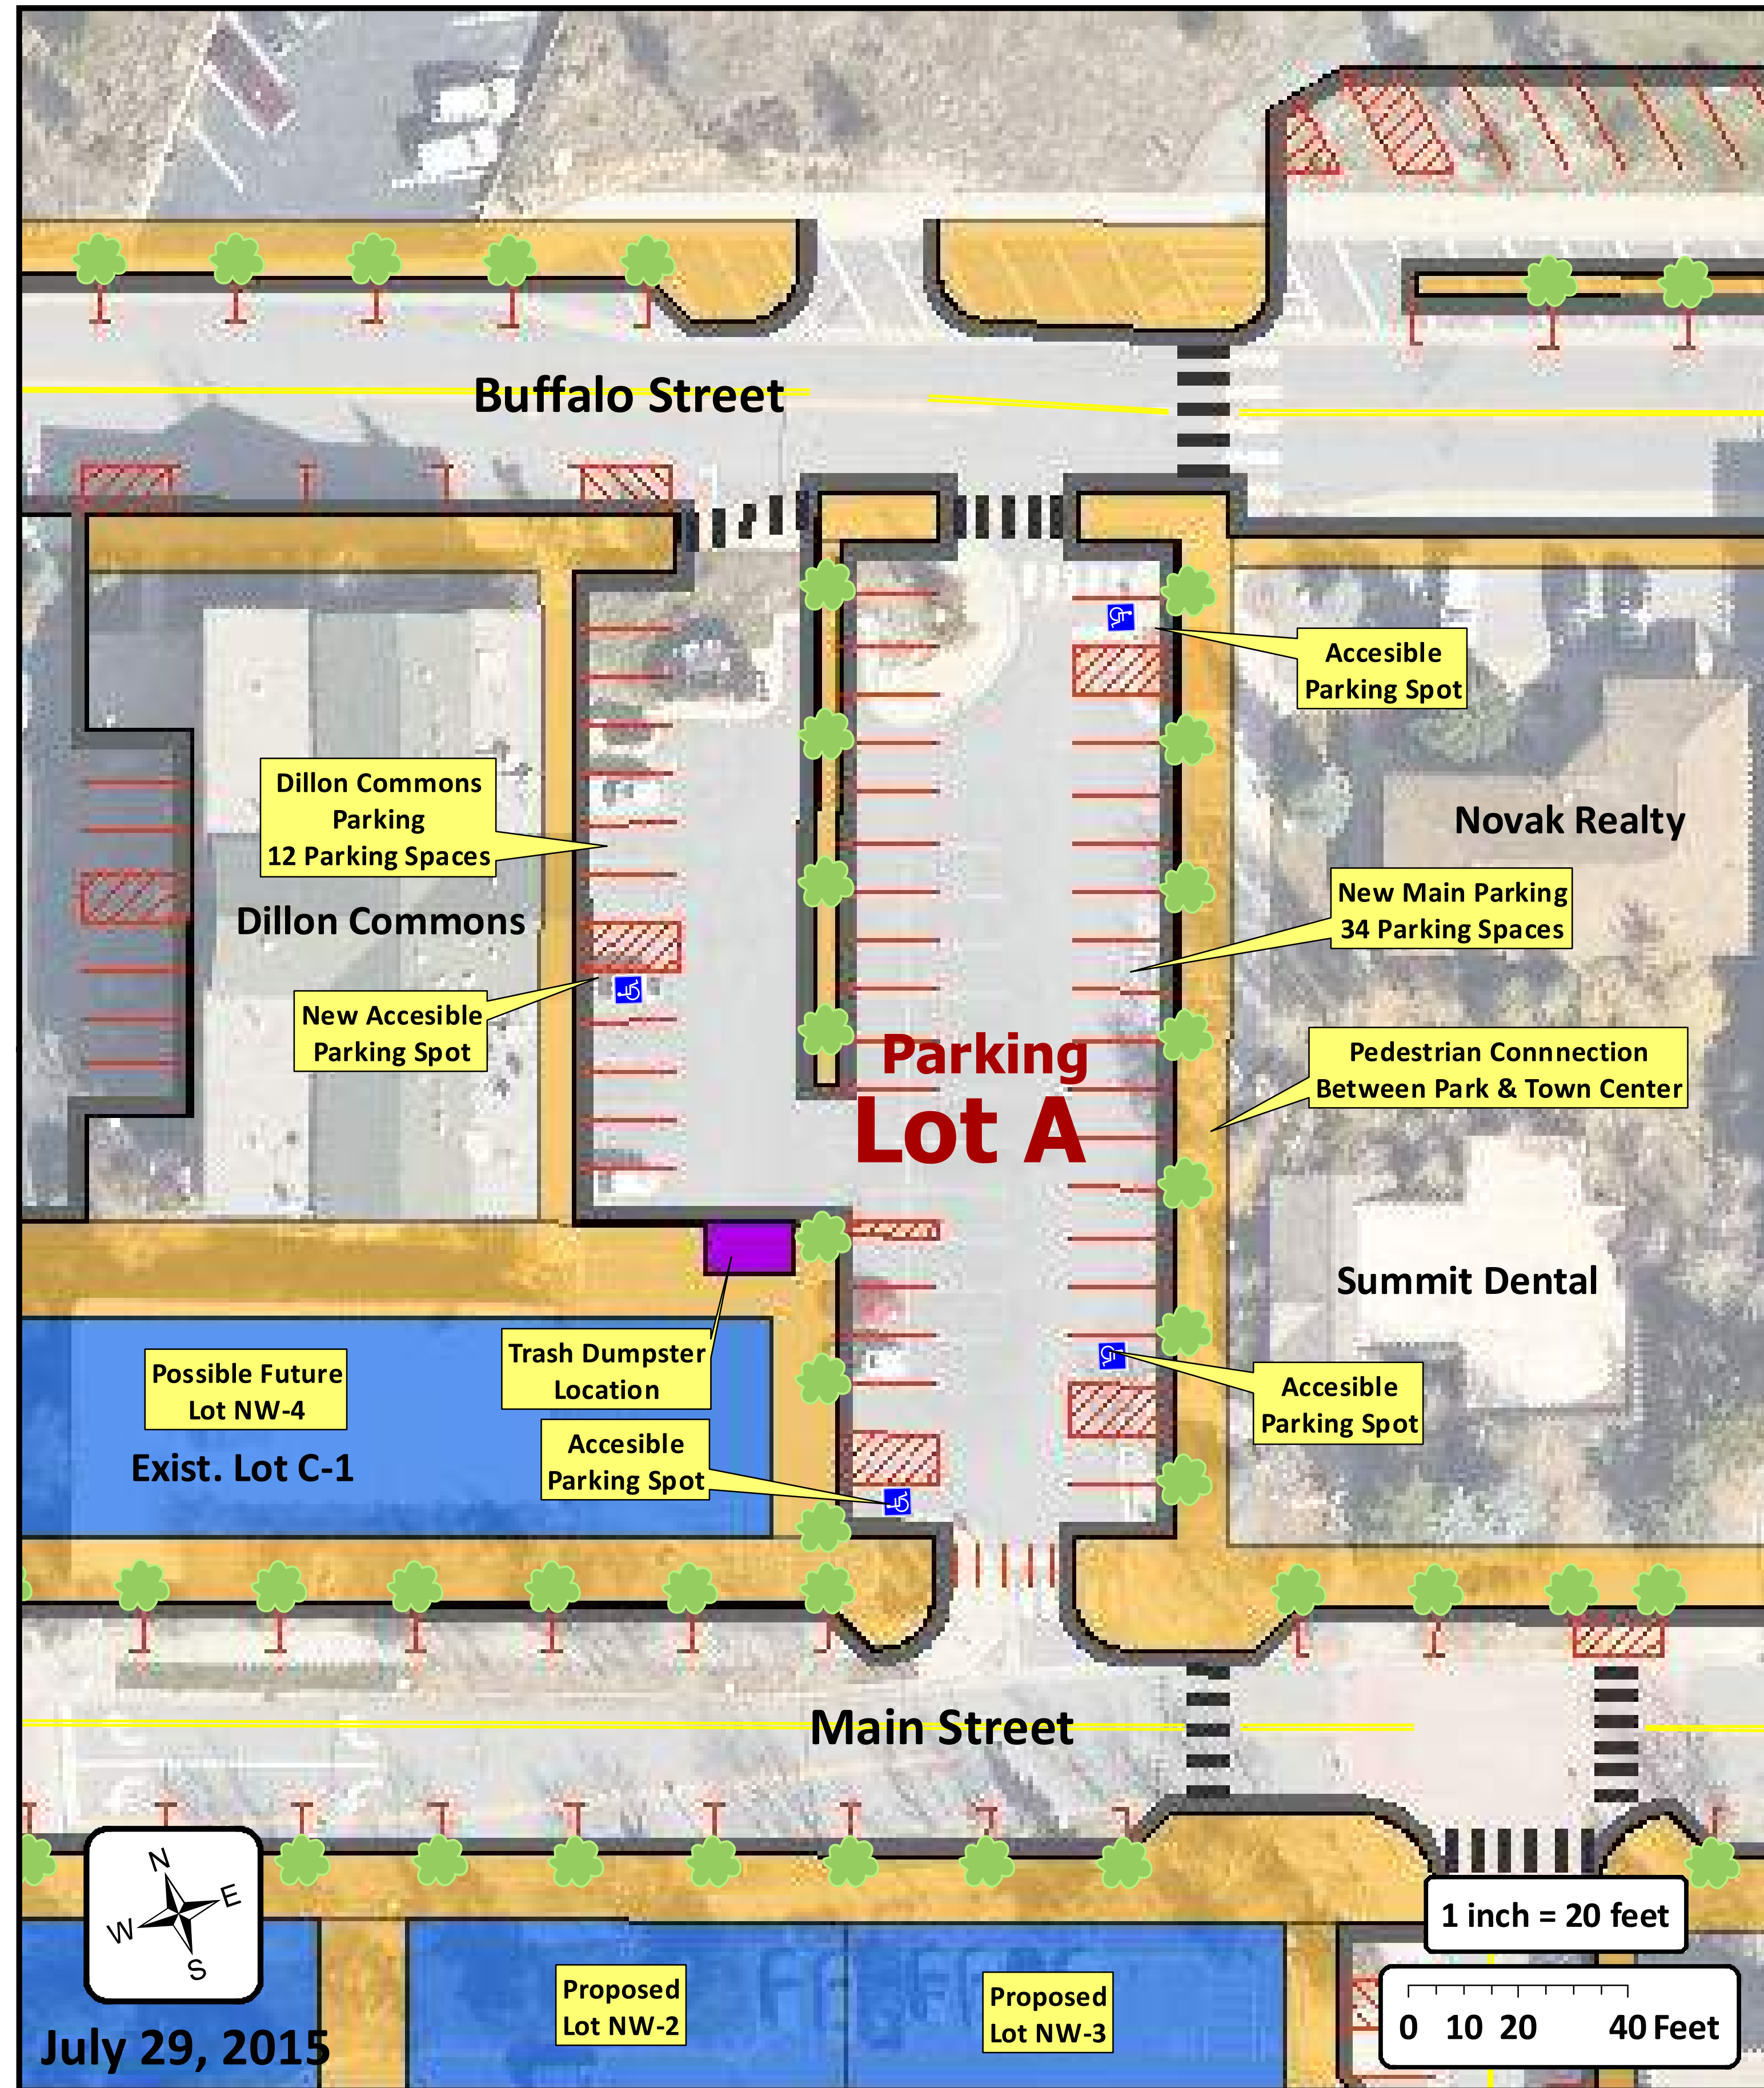 Buffalo Street
Accesible
Parking Spot
Dillon Commons
Parking
12 Parking Spaces
Novak Realty
Dillon Commons
New Main Parking
34 Parking Spaces
New Accesible
Parking Spot
Parking
Lot A
Pedestrian Connnection
Between Park & Town Center
Summit Dental
Trash Dumpster
Location
Possible Future
Lot NW-4
Accesible
Parking Spot
Accesible
Parking Spot
Exist. Lot C-1
Main Street
N
E
W
S
1 inch = 20 feet
Proposed
Lot NW-2
Proposed
Lot NW-3
0 10 20 40 Feet
July 29, 2015